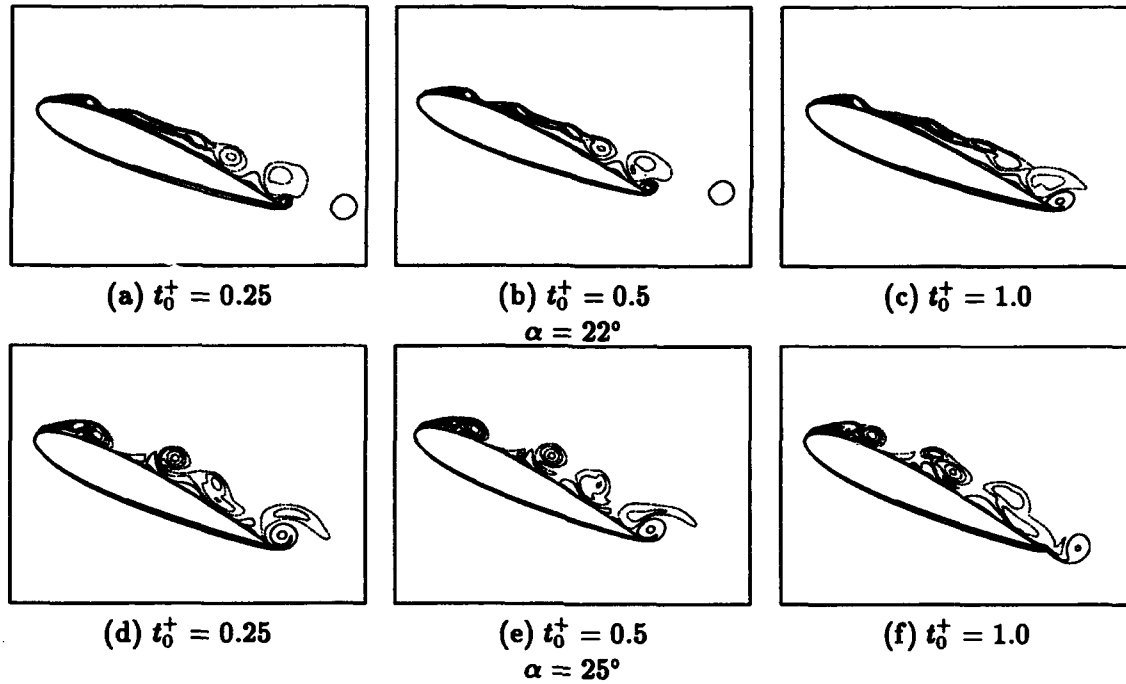 (a) t₀⁺ = 0.25
(b) t₀⁺ = 0.5
(c) t₀⁺ = 1.0
α = 22°
(d) t₀⁺ = 0.25
(e) t₀⁺ = 0.5
(f) t₀⁺ = 1.0
α = 25°